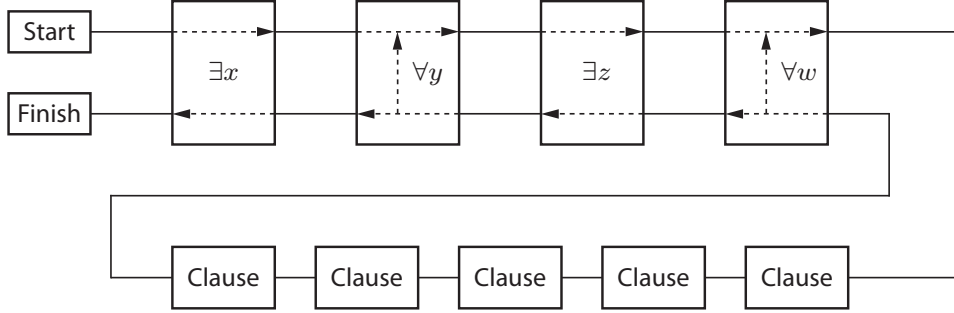 Start
∃x
∀y
∃z
∀w
Finish
Clause
Clause
Clause
Clause
Clause